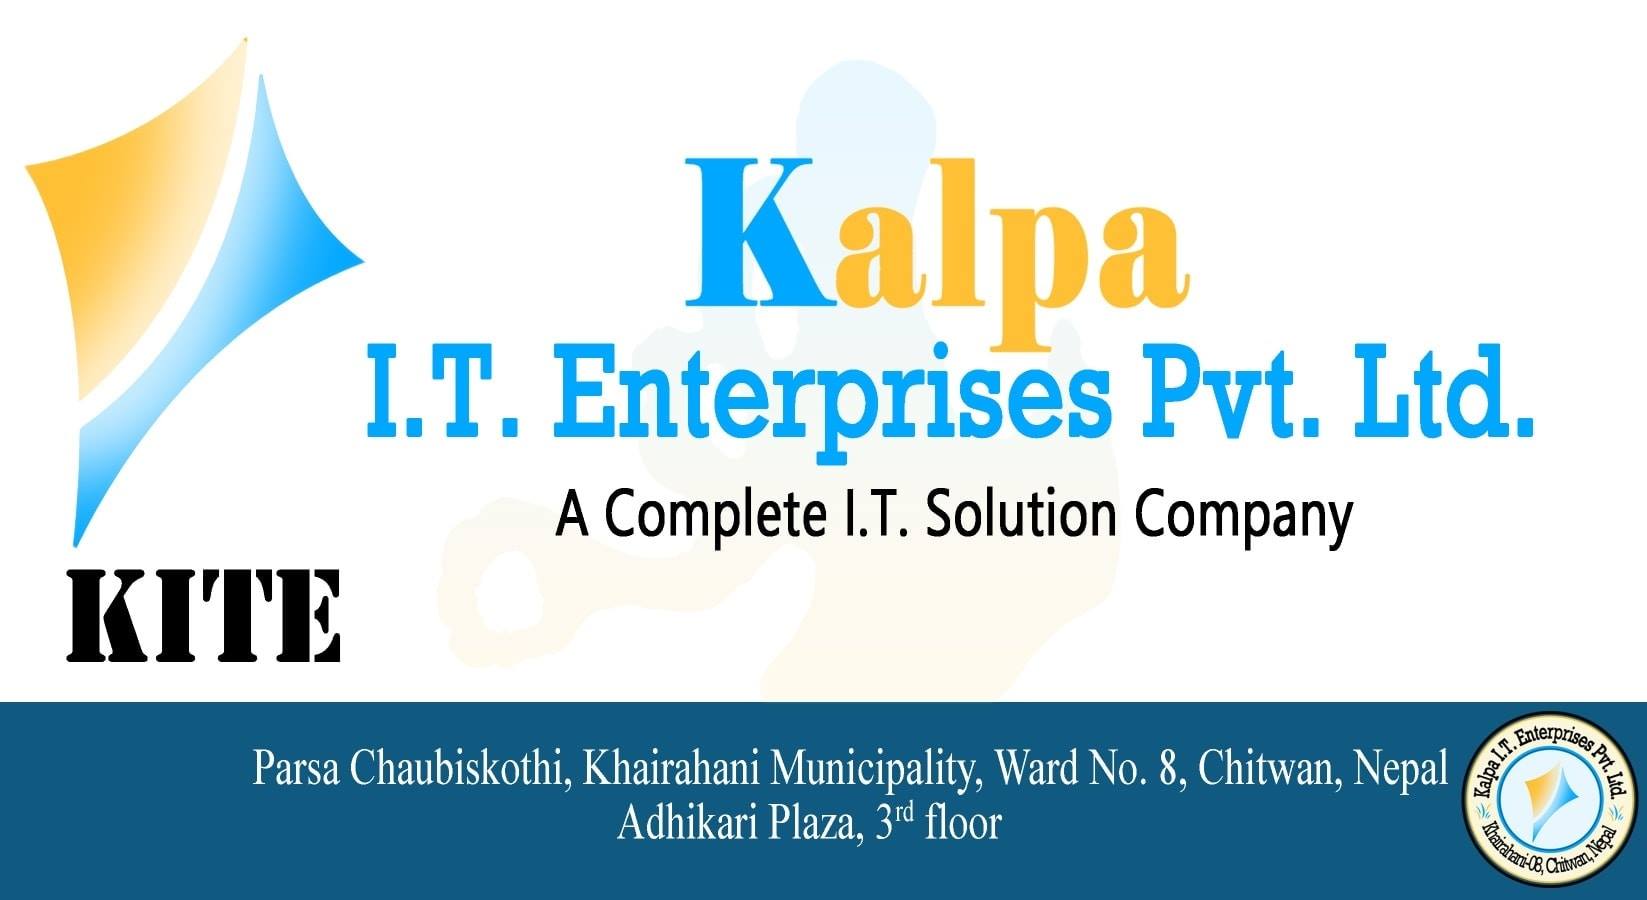 Kalpa
I.T. Enterprises Pvt. Ltd.
A Complete I.T. Solution Company
KITE
Parsa Chaubiskothi, Khairahani Municipality, Ward No. 8, Chitwan, Nepal
Adhikari Plaza, 3rd floor
Kalpa I.T. Enterprises Pvt. Ltd.
Khairahani-08, Chitwan, Nepal